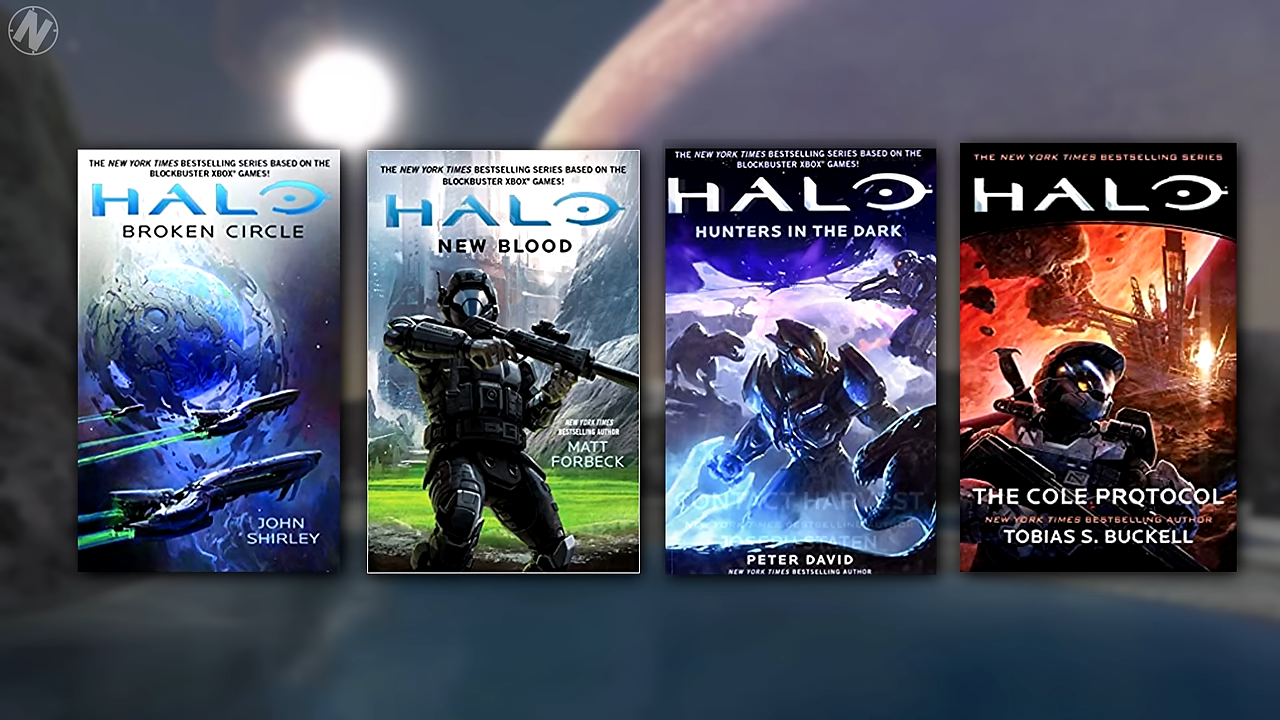 N
THE NEW YORK TIMES BESTSELLING SERIES BASED ON THE
BLOCKBUSTER XBOX® GAMES!
HALO
BROKEN CIRCLE
JOHN
SHIRLEY
THE NEW YORK TIMES BESTSELLING SERIES BASED ON THE
BLOCKBUSTER XBOX® GAMES!
HALO
NEW BLOOD
NEW YORK TIMES
BESTSELLING AUTHOR
MATT
FORBECK
THE NEW YORK TIMES BESTSELLING SERIES BASED ON THE
BLOCKBUSTER XBOX® GAMES!
HALO
HUNTERS IN THE DARK
CONTACT HARVEST
PETER DAVID
NEW YORK TIMES BESTSELLING AUTHOR
THE NEW YORK TIMES BESTSELLING SERIES
HALO
THE COLE PROTOCOL
NEW YORK TIMES BESTSELLING AUTHOR
TOBIAS S. BUCKELL